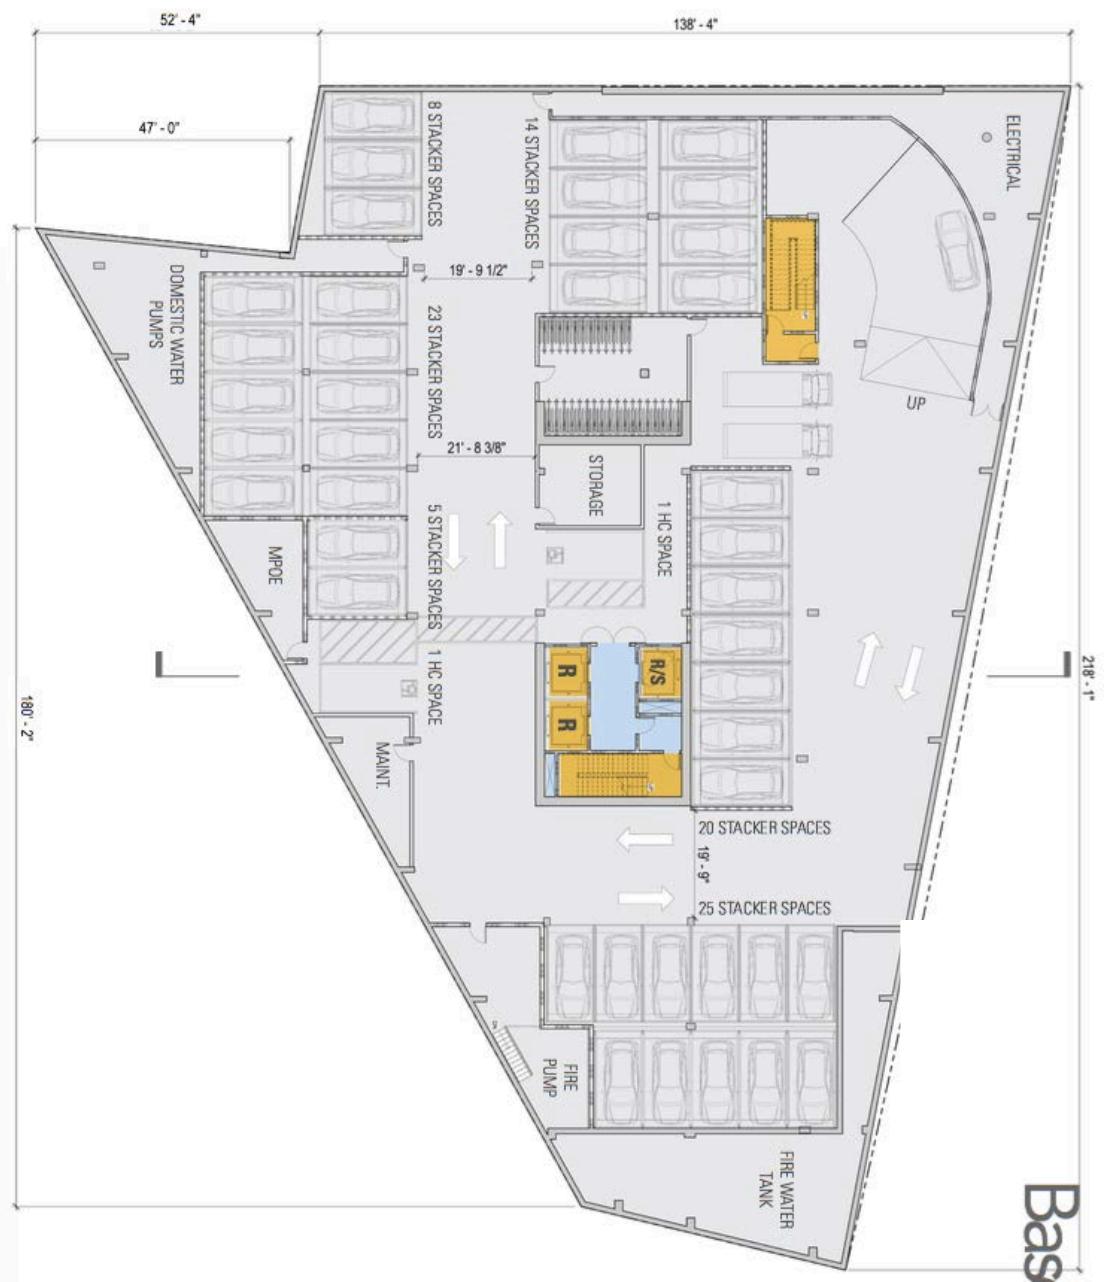 52' - 4"
138' - 4"
47' - 0"
8 STACKER SPACES
14 STACKER SPACES
ELECTRICAL
19' - 9 1/2"
DOMESTIC WATER
PUMPS
23 STACKER SPACES
UP
21' - 8 3/8"
STORAGE
1 HC SPACE
5 STACKER SPACES
MPOE
R
R/S
R
1 HC SPACE
218' - 1"
180' - 2"
MAINT.
20 STACKER SPACES
19' - 9"
25 STACKER SPACES
FIRE
PUMP
FIRE WATER
TANK
Bas